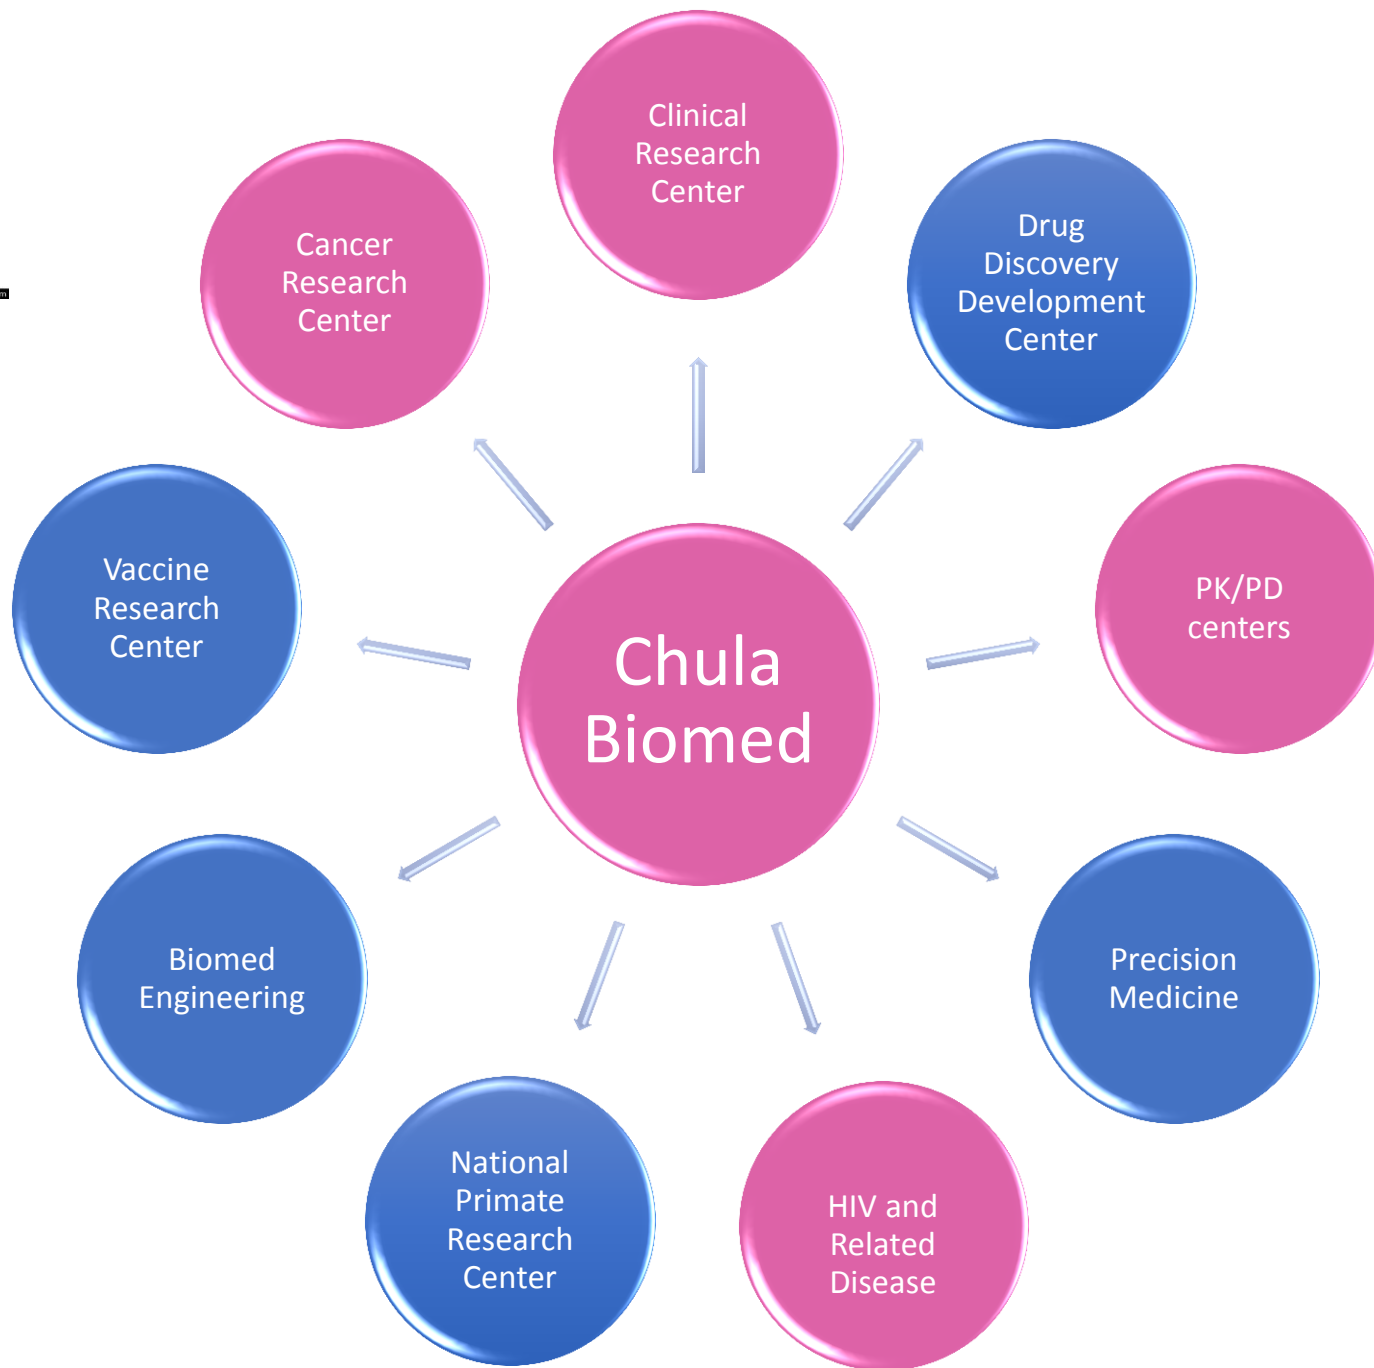 Clinical
Research
Center
Cancer
Research
Center
Drug
Discovery
Development
Center
Vaccine
Research
Center
PK/PD
centers
Chula
Biomed
Biomed
Engineering
Precision
Medicine
National
Primate
Research
Center
HIV and
Related
Disease